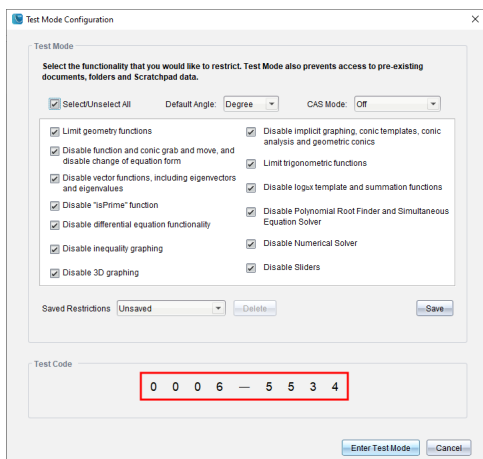 Test Mode Configuration
Test Mode
Select the functionality that you would like to restrict. Test Mode also prevents access to pre-existing
documents, folders and Scratchpad data.
Select/Unselect All Default Angle: Degree CAS Mode: Off
Limit geometry functions
Disable function and conic grab and move, and
disable change of equation form
Disable vector functions, including eigenvectors
and eigenvalues
Disable "isPrime" function
Disable differential equation functionality
Disable inequality graphing
Disable 3D graphing
Disable implicit graphing, conic templates, conic
analysis and geometric conics
Limit trigonometric functions
Disable logux template and summation functions
Disable Polynomial Root Finder and Simultaneous
Equation Solver
Disable Numerical Solver
Disable Sliders
Saved Restrictions Unsaved Delete Save
Test Code
0 0 0 6 — 5 5 3 4
Enter Test Mode Cancel